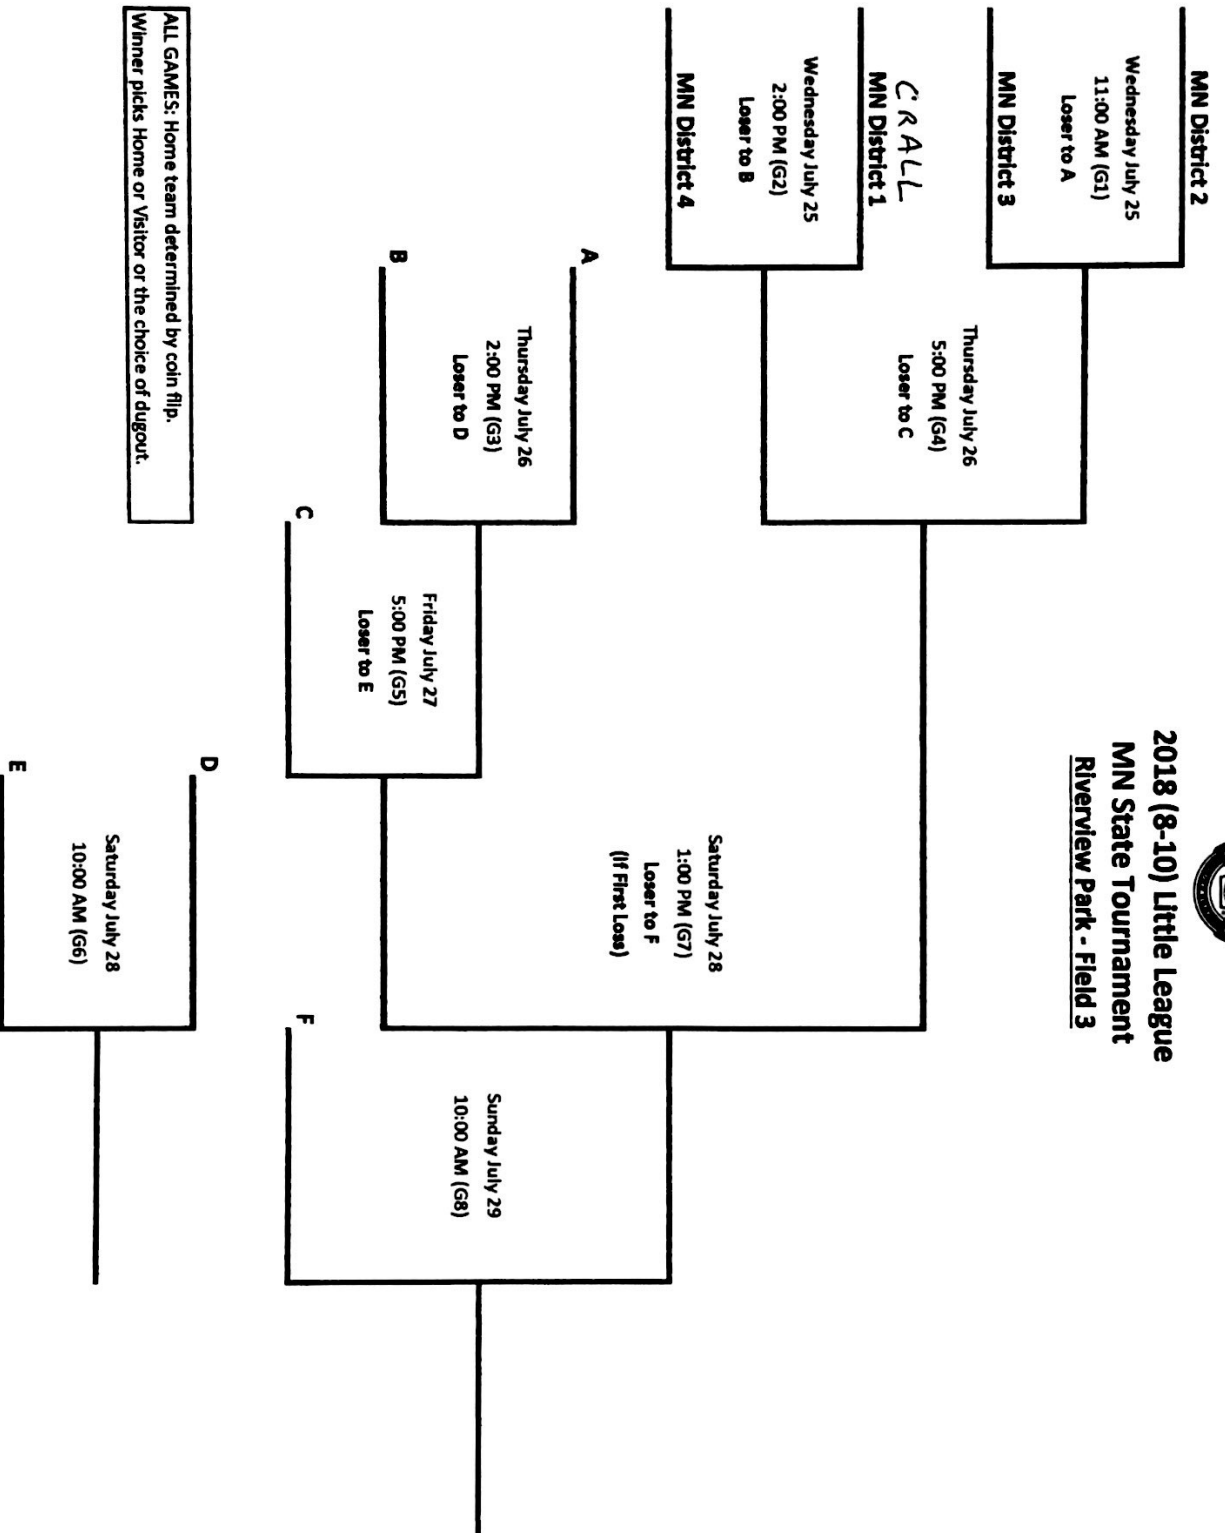 2018 (8-10) Little League
MN State Tournament
Riverview Park - Field 3
MN District 2
Wednesday July 25
11:00 AM (G1)
Loser to A
MN District 3
Thursday July 26
5:00 PM (G4)
Loser to C
CRALL
MN District 1
Wednesday July 25
2:00 PM (G2)
Loser to B
MN District 4
Saturday July 28
1:00 PM (G7)
Loser to F
(If First Loss)
A
Thursday July 26
2:00 PM (G3)
Loser to D
B
Sunday July 29
10:00 AM (G8)
Friday July 27
5:00 PM (G5)
Loser to E
C
F
D
Saturday July 28
10:00 AM (G6)
E
ALL GAMES: Home team determined by coin flip.
Winner picks Home or Visitor or the choice of dugout.